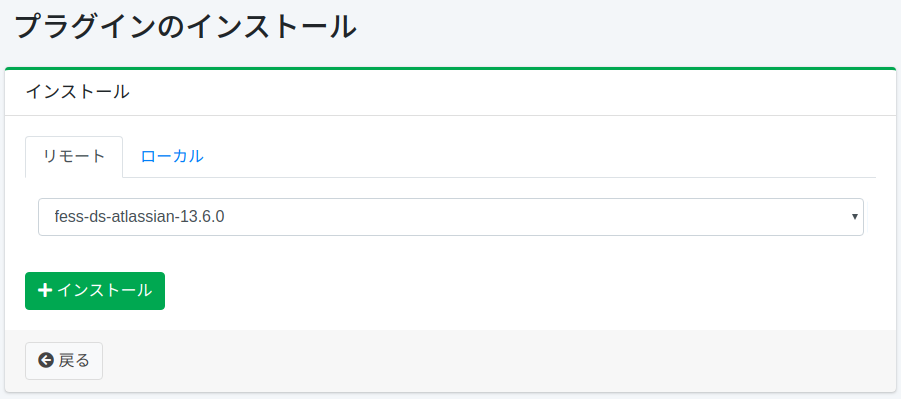 プラグインのインストール
インストール
リモート ローカル
fess-ds-atlassian-13.6.0
インストール
戻る